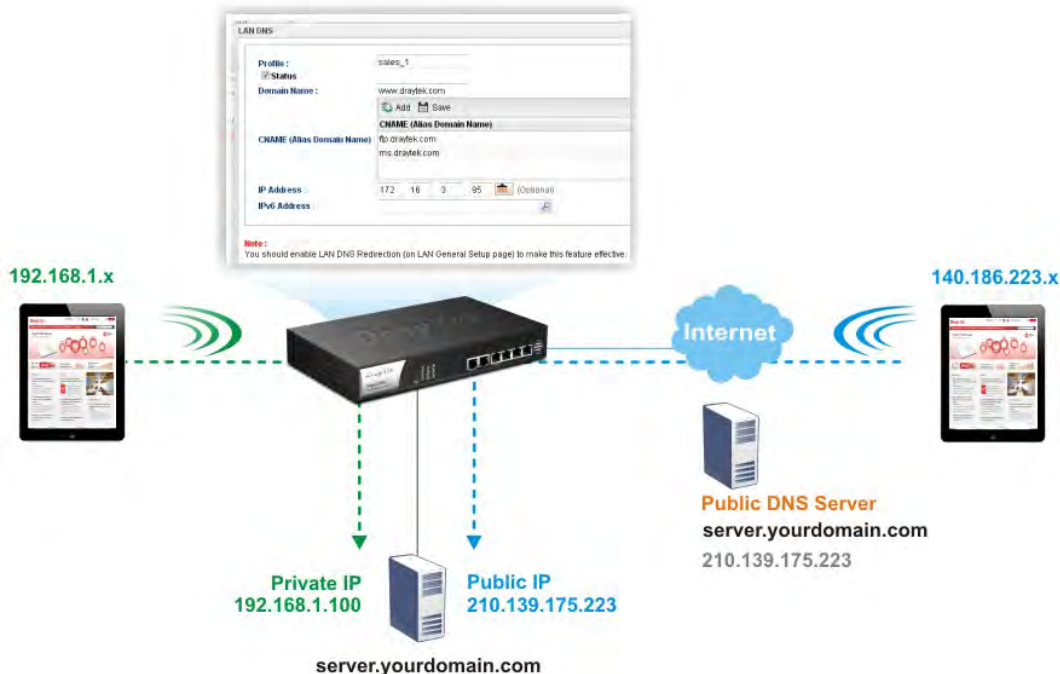 LAN DNS
Profile : sales_1
Status
Domain Name : www.draytek.com
Add Save
CNAME (Alias Domain Name)
CNAME (Alias Domain Name) ftp.draytek.com
ms.draytek.com
IP Address : 172 16 3 95 (Optional)
IPv6 Address :
Note :
You should enable LAN DNS Redirection (on LAN General Setup page) to make this feature effective.
192.168.1.x
140.186.223.x
Internet
Public DNS Server
server.yourdomain.com
210.139.175.223
Private IP
192.168.1.100
Public IP
210.139.175.223
server.yourdomain.com